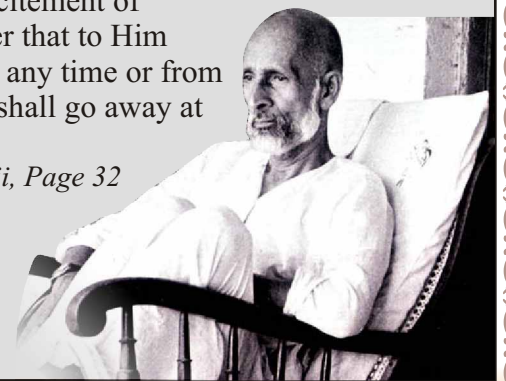 citement of
er that to Him
any time or from
shall go away at
i, Page 32